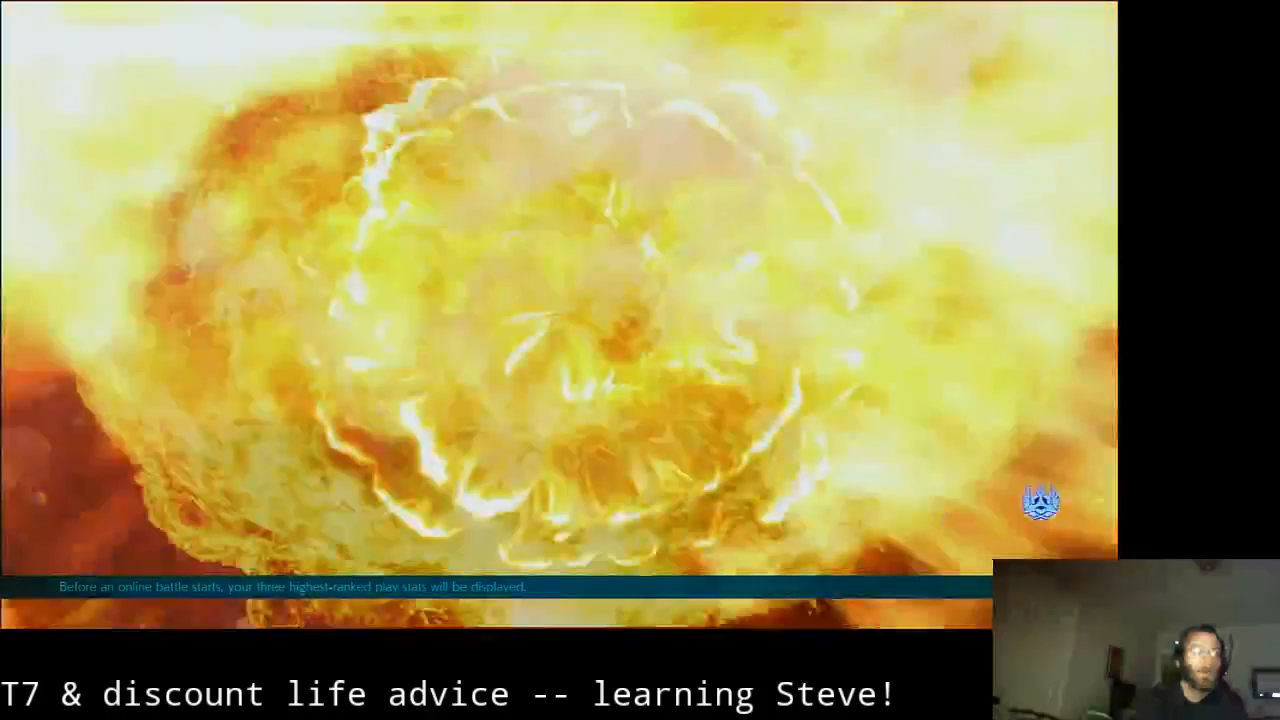 Before an online battle starts, your three highest-ranked play stats will be displayed.
T7 & discount life advice -- learning Steve!